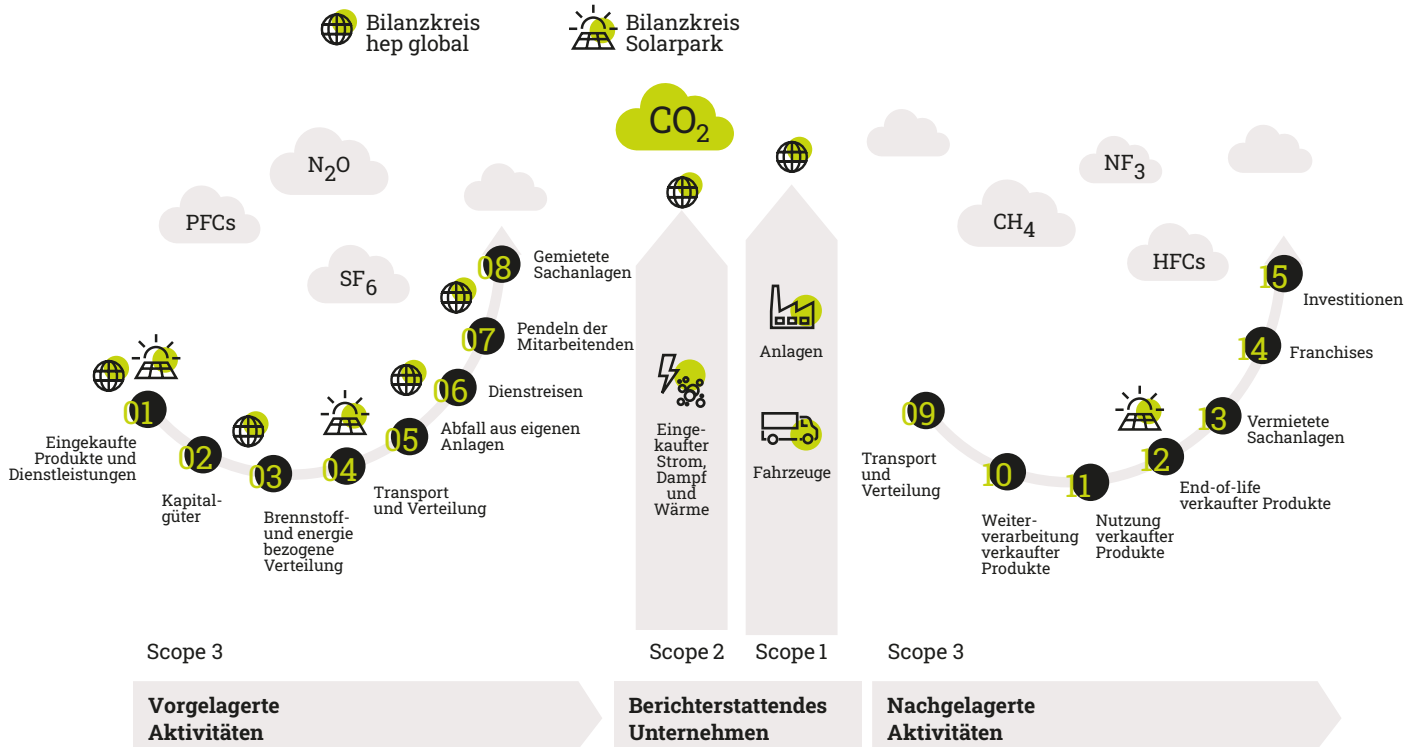 Bilanzkreis
hep global
Bilanzkreis
Solarpark
CO₂
N₂O
PFCs
SF₆
NF₃
CH₄
HFCs
01
Eingekaufte
Produkte und
Dienstleistungen
02
Kapital-
güter
03
Brennstoff-
und energie
bezogene
Verteilung
04
Transport
und Verteilung
05
Abfall aus eigenen
Anlagen
06
Dienstreisen
07
Pendeln der
Mitarbeitenden
08
Gemietete
Sachanlagen
Einge-
kaufter
Strom,
Dampf
und
Wärme
Anlagen
Fahrzeuge
09
Transport
und
Verteilung
10
Weiter-
verarbeitung
verkaufter
Produkte
11
Nutzung
verkaufter
Produkte
12
End-of-life
verkaufter Produkte
13
Vermietete
Sachanlagen
14
Franchises
15
Investitionen
Scope 3
Scope 2
Scope 1
Scope 3
Vorgelagerte
Aktivitäten
Berichterstattendes
Unternehmen
Nachgelagerte
Aktivitäten